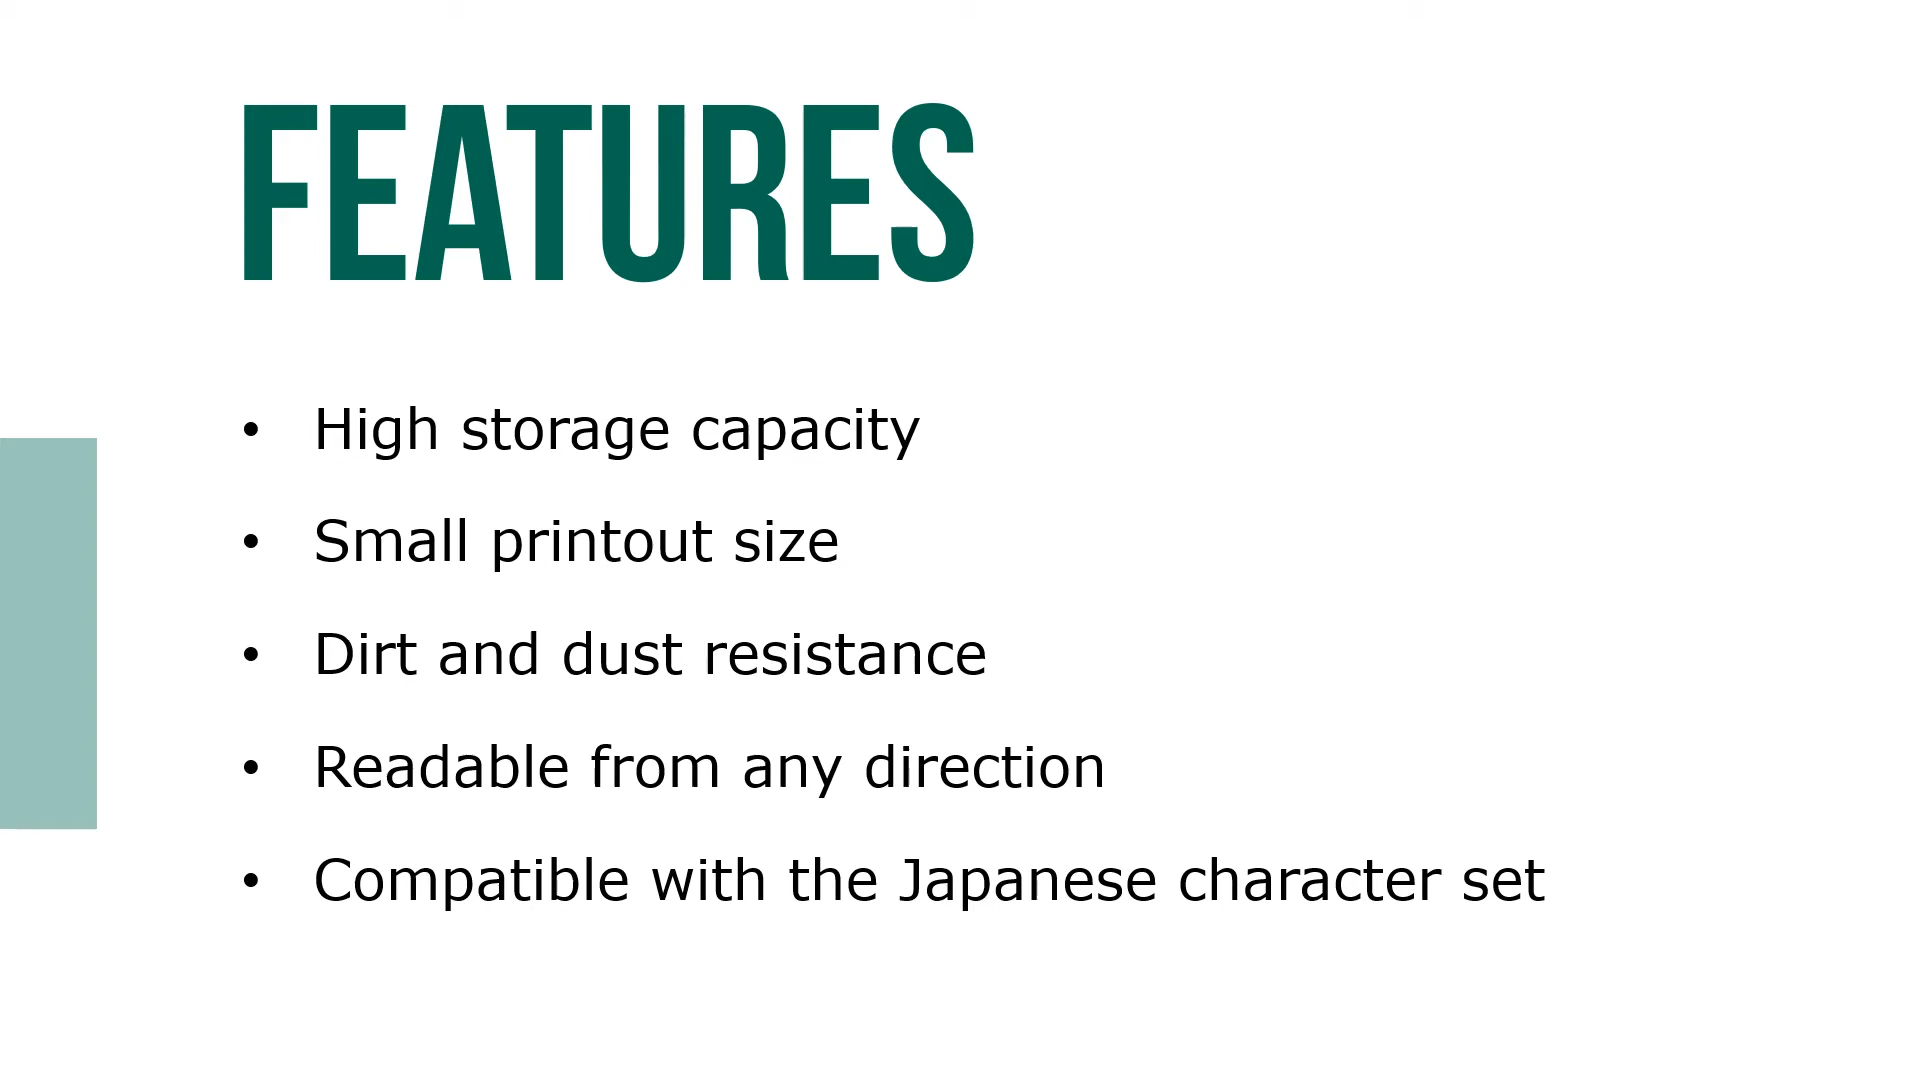 FEATURES
• High storage capacity
• Small printout size
• Dirt and dust resistance
• Readable from any direction
• Compatible with the Japanese character set